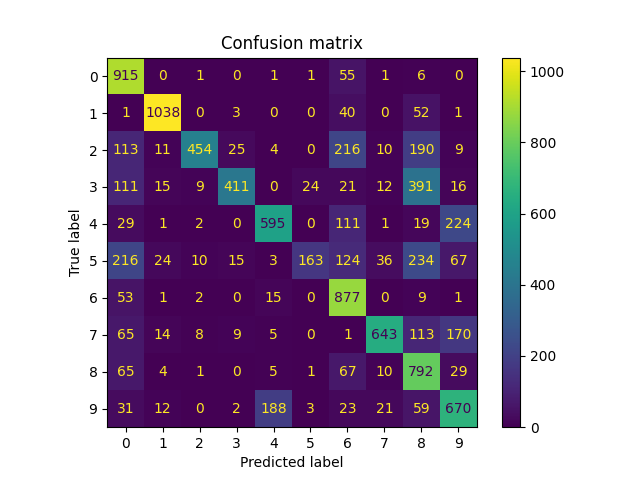 Confusion matrix
0 915 0 1 0 1 1 55 1 6 0
1 1 1038 0 3 0 0 40 0 52 1
2 113 11 454 25 4 0 216 10 190 9
3 111 15 9 411 0 24 21 12 391 16
4 29 1 2 0 595 0 111 1 19 224
5 216 24 10 15 3 163 124 36 234 67
6 53 1 2 0 15 0 877 0 9 1
7 65 14 8 9 5 0 1 643 113 170
8 65 4 1 0 5 1 67 10 792 29
9 31 12 0 2 188 3 23 21 59 670
0 1 2 3 4 5 6 7 8 9
Predicted label
True label
1000
800
600
400
200
0